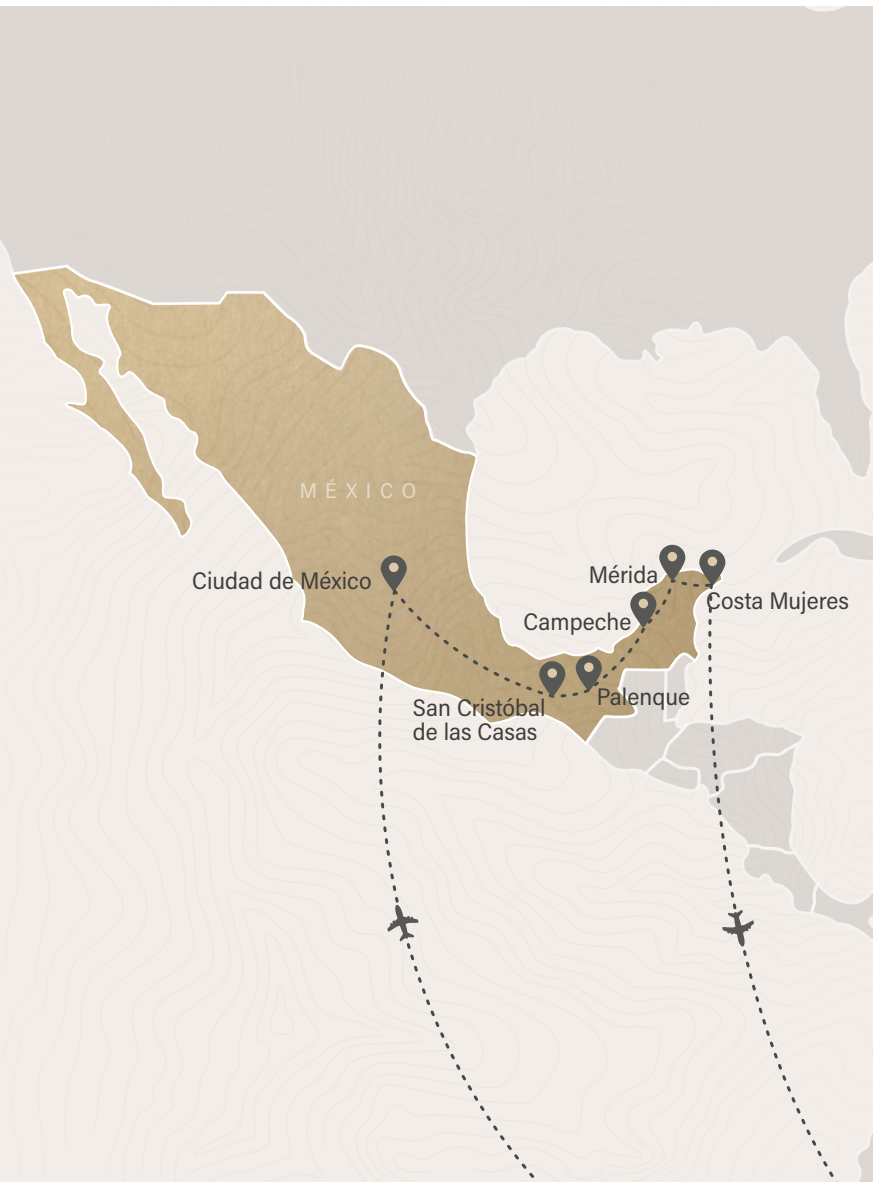 MÉXICO
Ciudad de México
Mérida
Costa Mujeres
Campeche
Palenque
San Cristóbal
de las Casas